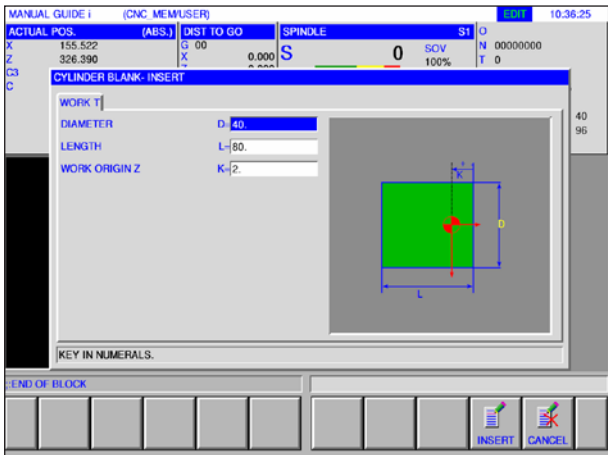 MANUAL GUIDE i (CNC_MEM/USER) EDIT 10:36:25
ACTUAL POS. (ABS.) DIST TO GO SPINDLE S1 O
X 155.522 G 00 S 0 SOV N 00000000
Z 326.390 X 0.000 100% T 0
C3 Z 0.000
C
CYLINDER BLANK- INSERT
WORK T
40
DIAMETER D=40.
96
LENGTH L=80.
WORK ORIGIN Z K=2.
K
D
L
KEY IN NUMERALS.
;:END OF BLOCK
INSERT CANCEL